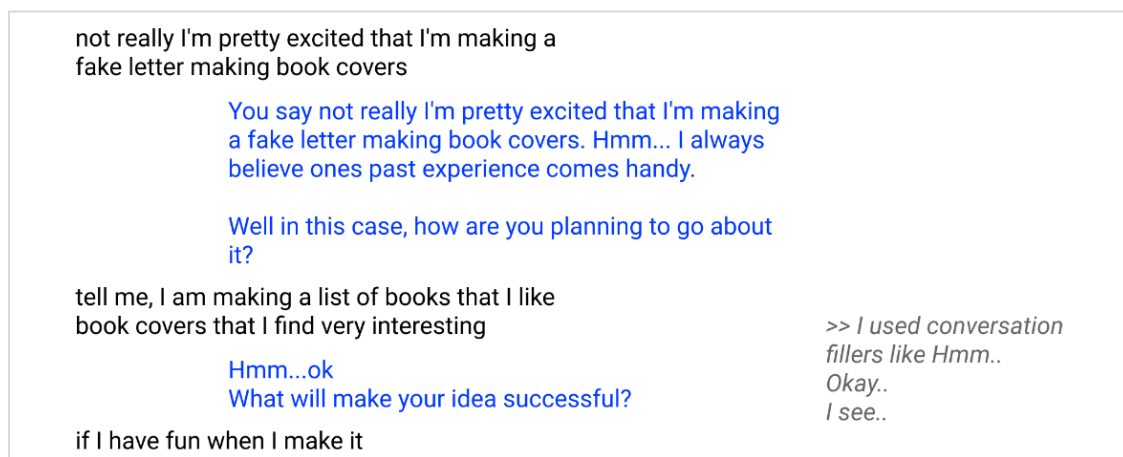 not really I'm pretty excited that I'm making a
fake letter making book covers
You say not really I'm pretty excited that I'm making
a fake letter making book covers. Hmm... I always
believe ones past experience comes handy.
Well in this case, how are you planning to go about
it?
tell me, I am making a list of books that I like
book covers that I find very interesting
>> I used conversation
fillers like Hmm..
Okay..
I see..
Hmm...ok
What will make your idea successful?
if I have fun when I make it